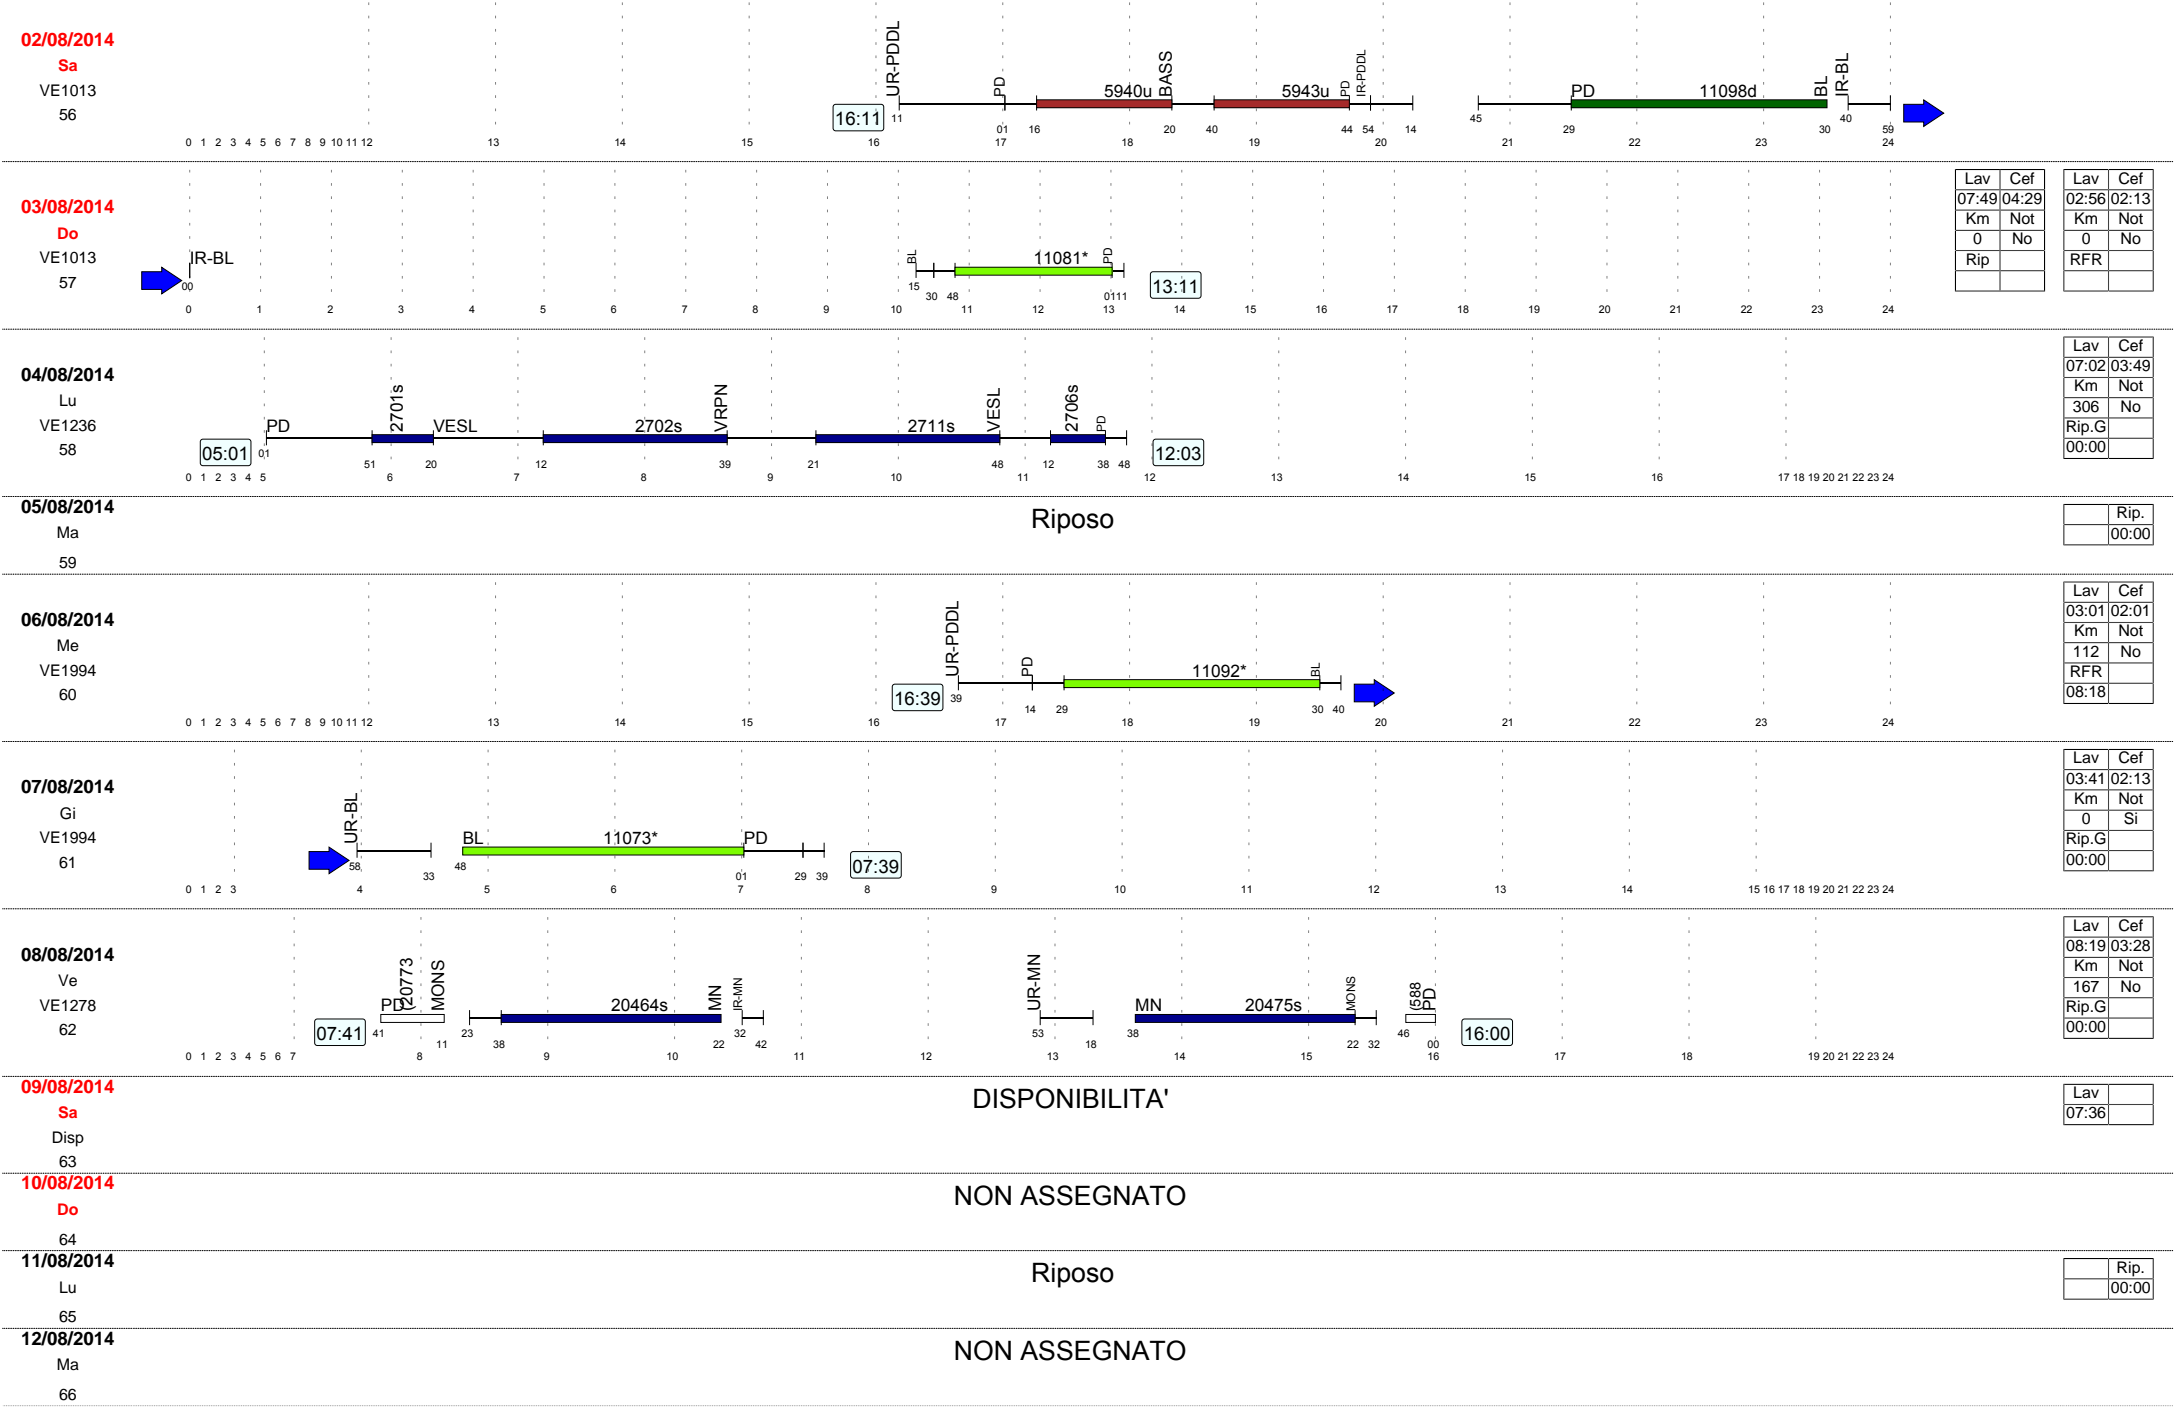 02/08/2014
Sa
VE1013
56
16:11
UR-PDDL PD 5940u BASS 5943u PD IR-PDDL PD 11098d BL IR-BL
11 01 16 20 40 44 54 14 45 29 30 40 59
0 1 2 3 4 5 6 7 8 9 10 11 12 13 14 15 16 17 18 19 20 21 22 23 24
03/08/2014
Do
VE1013
57
IR-BL BL 11081* PD
00 15 30 48 0111
13:11
0 1 2 3 4 5 6 7 8 9 10 11 12 13 14 15 16 17 18 19 20 21 22 23 24
Lav Cef Lav Cef
07:49 04:29 02:56 02:13
Km Not Km Not
0 No 0 No
Rip RFR
04/08/2014
Lu
VE1236
58
05:01
PD 2701s VESL 2702s VRPN 2711s VESL 2706s PD
01 51 20 12 39 21 48 12 38 48
12:03
0 1 2 3 4 5 6 7 8 9 10 11 12 13 14 15 16 17 18 19 20 21 22 23 24
Lav Cef
07:02 03:49
Km Not
306 No
Rip.G
00:00
05/08/2014
Ma
59
Riposo
Rip.
00:00
06/08/2014
Me
VE1994
60
16:39
UR-PDDL PD 11092* BL
39 14 29 30 40
0 1 2 3 4 5 6 7 8 9 10 11 12 13 14 15 16 17 18 19 20 21 22 23 24
Lav Cef
03:01 02:01
Km Not
112 No
RFR
08:18
07/08/2014
Gi
VE1994
61
UR-BL BL 11073* PD
58 33 48 01 29 39
07:39
0 1 2 3 4 5 6 7 8 9 10 11 12 13 14 15 16 17 18 19 20 21 22 23 24
Lav Cef
03:41 02:13
Km Not
0 Si
Rip.G
00:00
08/08/2014
Ve
VE1278
62
07:41
PD (20773 MONS 20464s MN IR-MN UR-MN MN 20475s MONS (588 PD
41 11 23 38 22 32 42 53 18 38 22 32 46 00
16:00
0 1 2 3 4 5 6 7 8 9 10 11 12 13 14 15 16 17 18 19 20 21 22 23 24
Lav Cef
08:19 03:28
Km Not
167 No
Rip.G
00:00
09/08/2014
Sa
Disp
63
DISPONIBILITA'
Lav
07:36
10/08/2014
Do
64
NON ASSEGNATO
11/08/2014
Lu
65
Riposo
Rip.
00:00
12/08/2014
Ma
66
NON ASSEGNATO